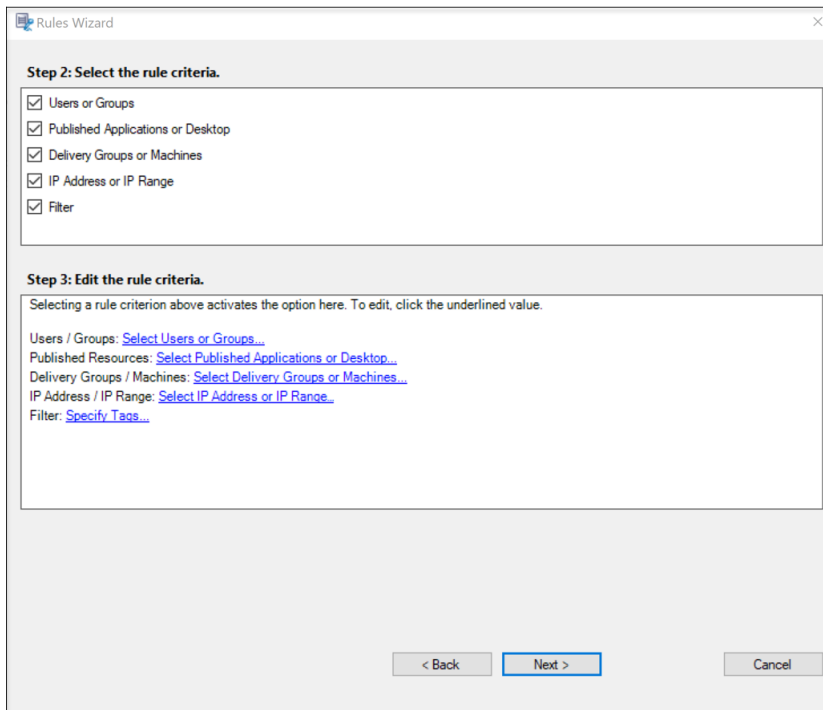 Rules Wizard
Step 2: Select the rule criteria.
Users or Groups
Published Applications or Desktop
Delivery Groups or Machines
IP Address or IP Range
Filter
Step 3: Edit the rule criteria.
Selecting a rule criterion above activates the option here. To edit, click the underlined value.
Users / Groups: Select Users or Groups...
Published Resources: Select Published Applications or Desktop...
Delivery Groups / Machines: Select Delivery Groups or Machines...
IP Address / IP Range: Select IP Address or IP Range..
Filter: Specify Tags...
< Back Next > Cancel